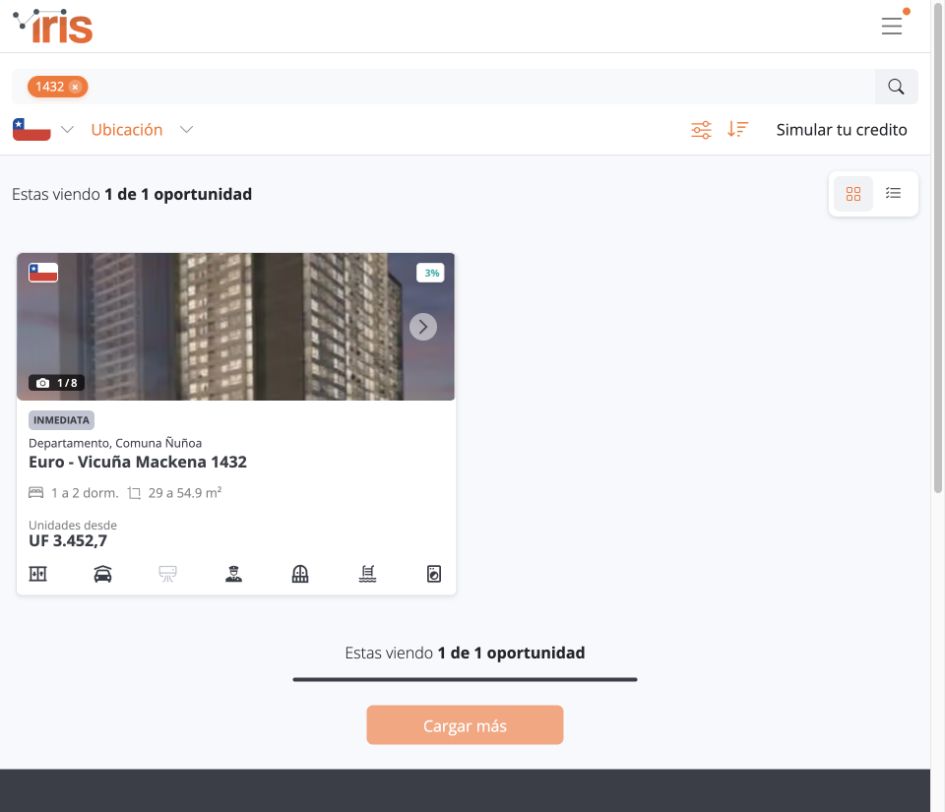 iris
1432
Ubicación
Simular tu credito
Estas viendo 1 de 1 oportunidad
3%
1/8
INMEDIATA
Departamento, Comuna Ñuñoa
Euro - Vicuña Mackena 1432
1 a 2 dorm. 29 a 54.9 m²
Unidades desde
UF 3.452,7
Estas viendo 1 de 1 oportunidad
Cargar más